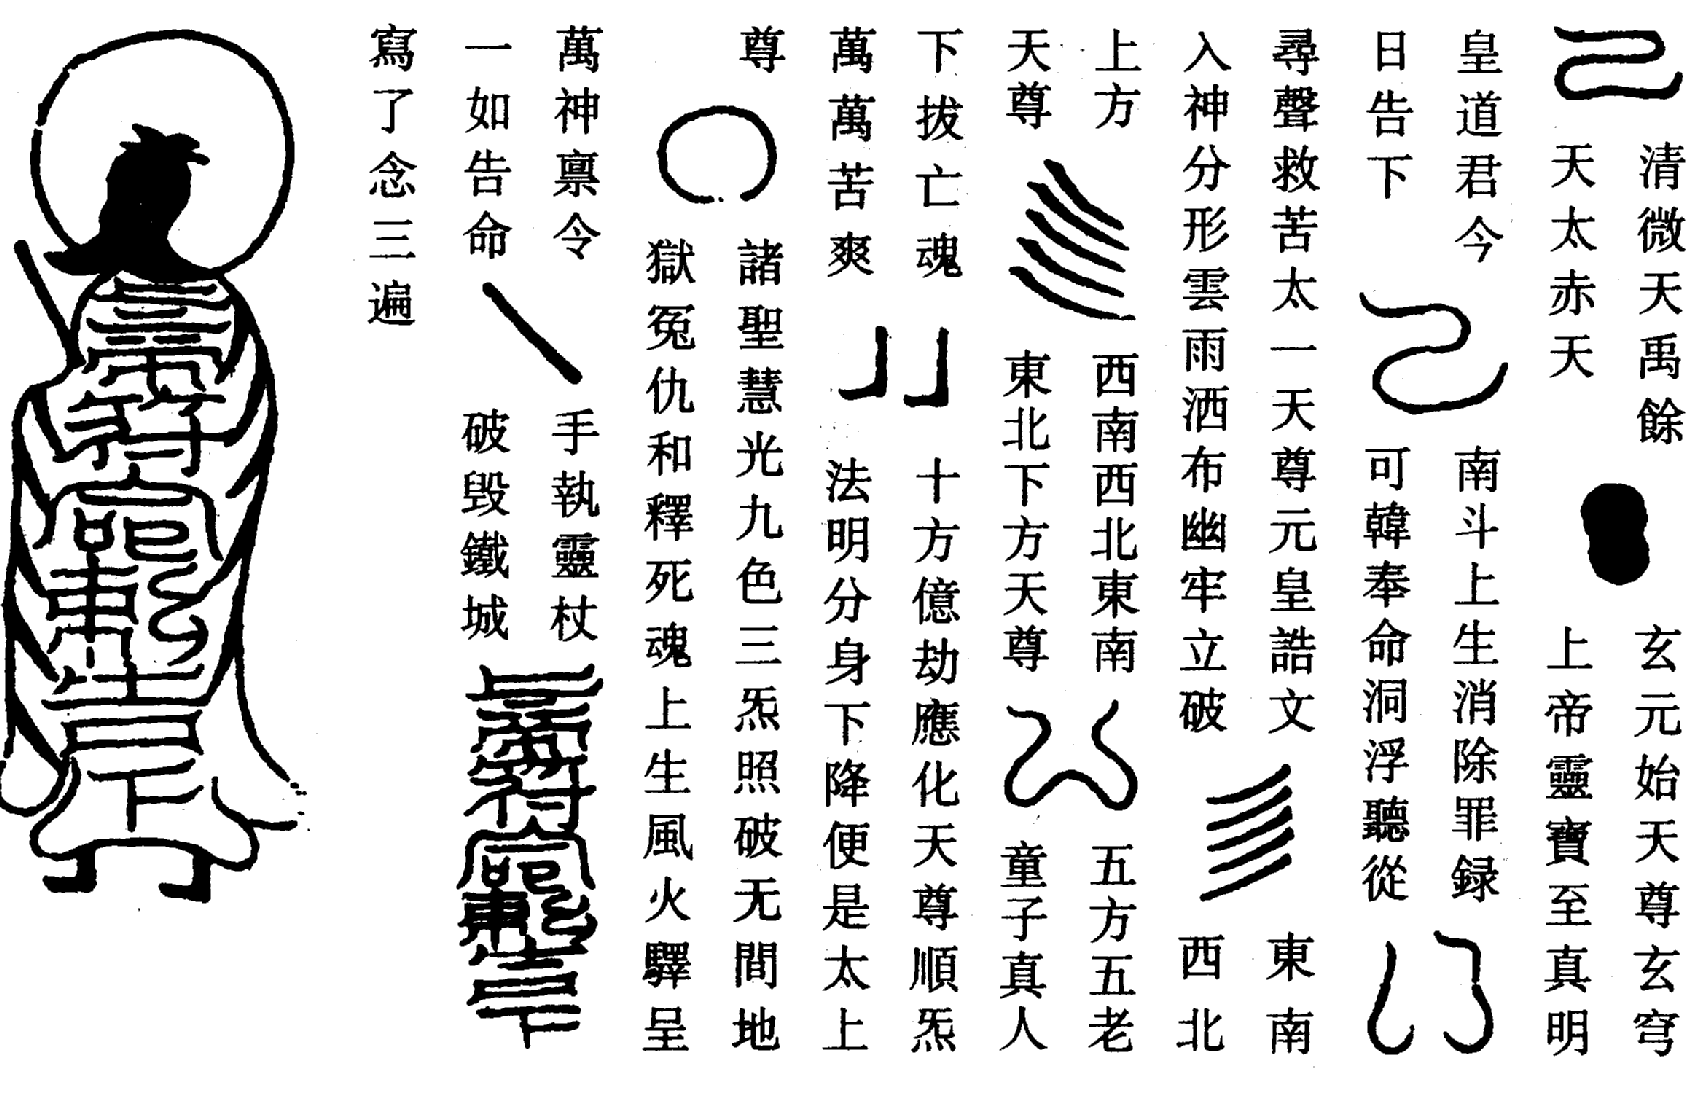 清微天禹餘
天太赤天
玄元始天尊玄穹
上帝靈寶至真明
皇道君今
日告下
南斗上生消除罪録
可韓奉命洞浮聽從
尋聲救苦太一天尊元皇誥文
入神分形雲雨洒布幽牢立破
東南
西北
上方
天尊
西南西北東南
東北下方天尊
五方五老
童子真人
下拔亡魂
萬萬苦爽
十方億劫應化天尊順炁
法明分身下降便是太上
尊
諸聖慧光九色三炁照破无間地
獄冤仇和釋死魂上生風火驛呈
萬神禀令
一如告命
手執靈杖
破毀鐵城
寫了念三遍